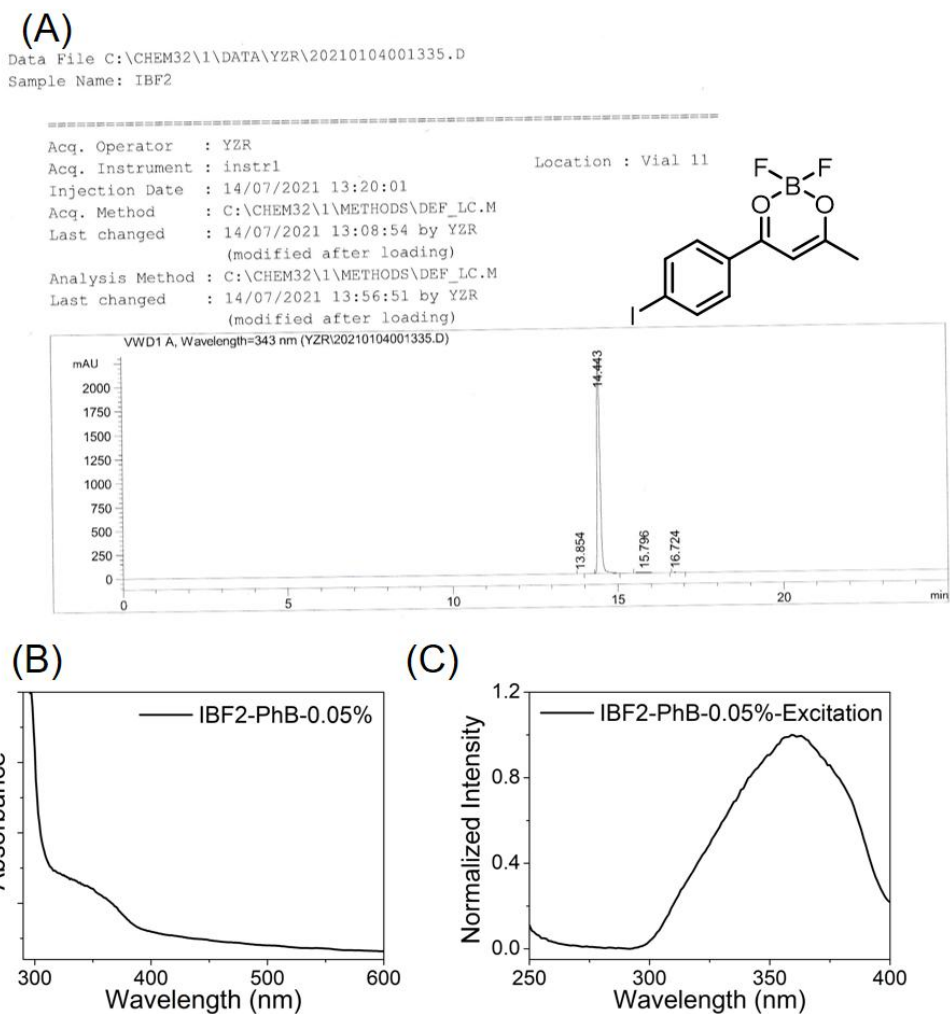 (A)
Data File C:\CHEM32\1\DATA\YZR\20210104001335.D
Sample Name: IBF2
Acq. Operator : YZR
Acq. Instrument : instr1 Location : Vial 11
Injection Date : 14/07/2021 13:20:01
Acq. Method : C:\CHEM32\1\METHODS\DEF_LC.M
Last changed : 14/07/2021 13:08:54 by YZR
(modified after loading)
Analysis Method : C:\CHEM32\1\METHODS\DEF_LC.M
Last changed : 14/07/2021 13:56:51 by YZR
(modified after loading)
F F
B
O O
I
VWD1 A, Wavelength=343 nm (YZR\20210104001335.D)
mAU
2000
1750
1500
1250
1000
750
500
250
0
14.443
13.854
15.796
16.724
0 5 10 15 20 min
(B)
IBF2-PhB-0.05%
Absorbance
300 400 500 600
Wavelength (nm)
(C)
IBF2-PhB-0.05%-Excitation
Normalized Intensity
1.2
0.8
0.4
0.0
250 300 350 400
Wavelength (nm)